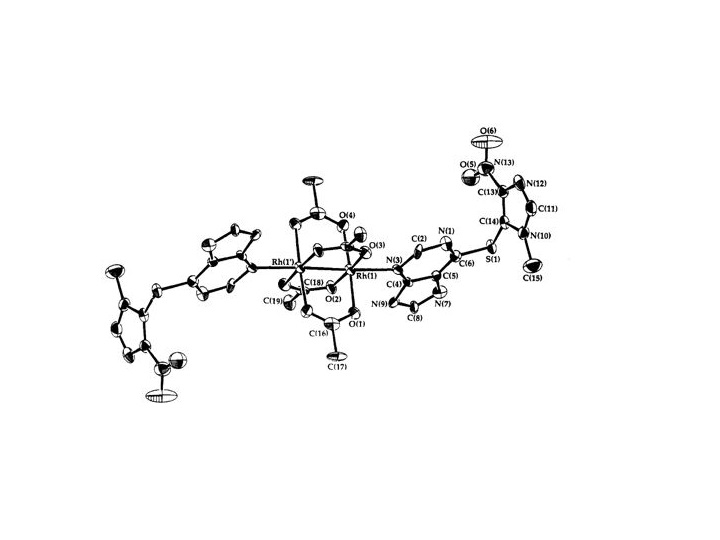 O(6)
O(5)
N(13)
C(13)
N(12)
C(11)
C(14)
N(10)
S(1)
C(15)
O(4)
O(3)
C(2)
N(1)
Rh(1')
N(3)
C(6)
C(18)
Rh(1)
C(4)
C(5)
C(19)
O(2)
N(9)
N(7)
C(8)
C(16)
O(1)
C(17)